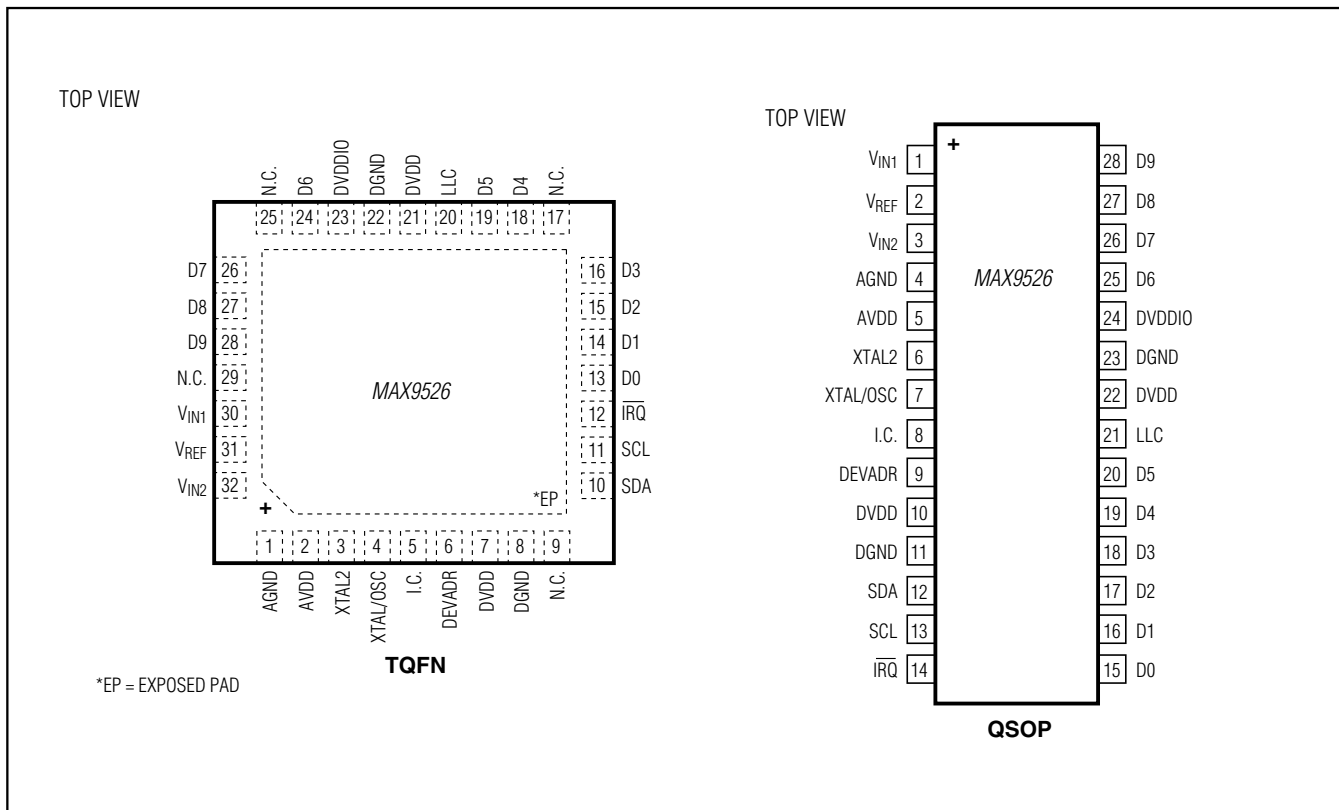 TOP VIEW
N.C. D6 DVDDIO DGND DVDD LLC D5 D4 N.C.
25 24 23 22 21 20 19 18 17
D7 26
D8 27
D9 28
N.C. 29
VIN1 30
VREF 31
VIN2 32
16 D3
15 D2
14 D1
13 D0
12 IRQ
11 SCL
10 SDA
MAX9526
*EP
+
1 2 3 4 5 6 7 8 9
AGND AVDD XTAL2 XTAL/OSC I.C. DEVADR DVDD DGND N.C.
TQFN
*EP = EXPOSED PAD
TOP VIEW
+
MAX9526
VIN1 1
VREF 2
VIN2 3
AGND 4
AVDD 5
XTAL2 6
XTAL/OSC 7
I.C. 8
DEVADR 9
DVDD 10
DGND 11
SDA 12
SCL 13
IRQ 14
28 D9
27 D8
26 D7
25 D6
24 DVDDIO
23 DGND
22 DVDD
21 LLC
20 D5
19 D4
18 D3
17 D2
16 D1
15 D0
QSOP